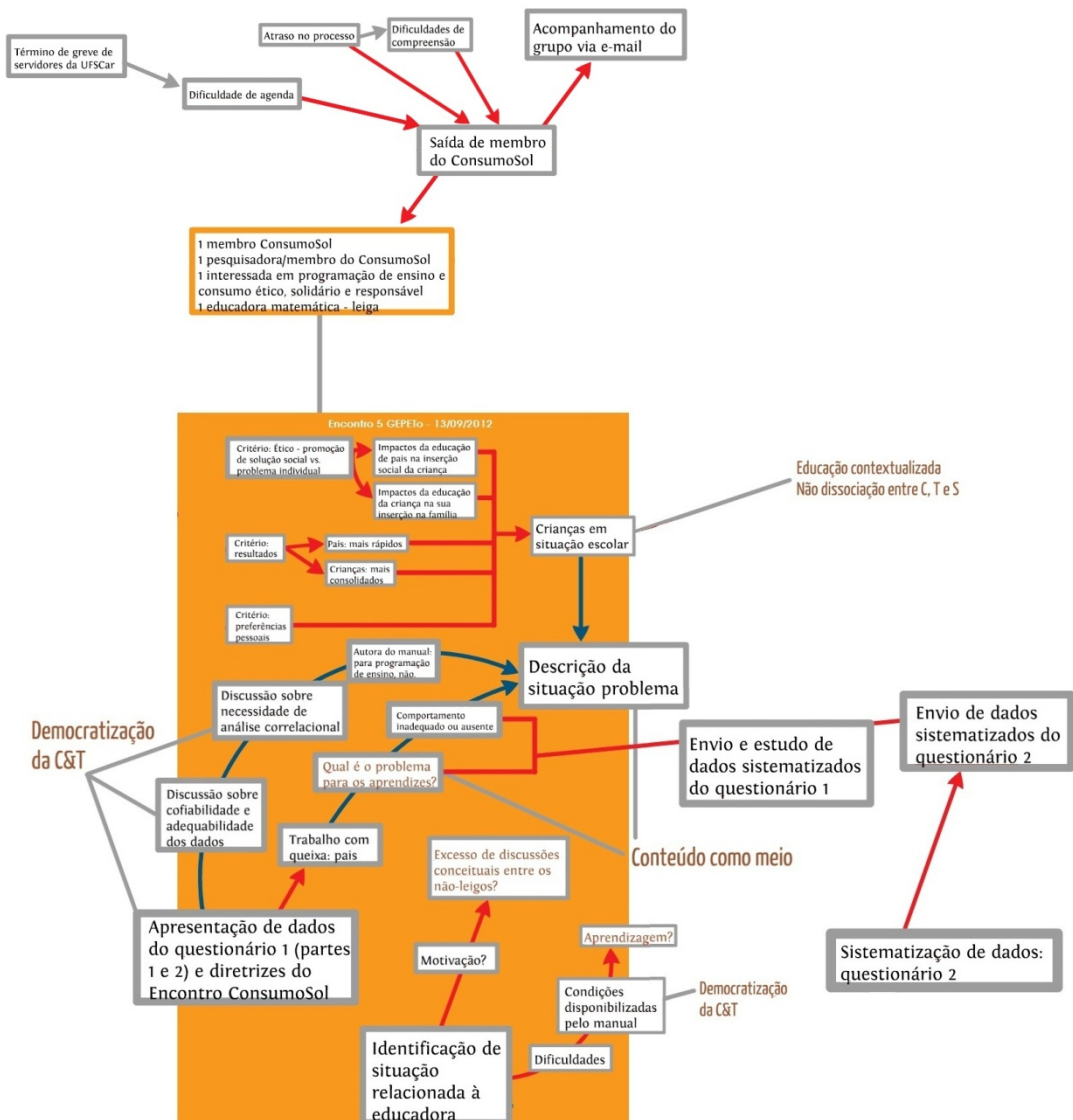 Término de greve de
servidores da UFSCar
Dificuldade de agenda
Atraso no processo
Dificuldades de
compreensão
Acompanhamento do
grupo via e-mail
Saída de membro
do ConsumoSol
1 membro ConsumoSol
1 pesquisadora/membro do ConsumoSol
1 interessada em programação de ensino e
consumo ético, solidário e responsável
1 educadora matemática - leiga
Encontro 5 GEPETo - 13/09/2012
Critério: Ético - promoção
de solução social vs.
problema individual
Impactos da educação
de pais na inserção
social da criança
Impactos da educação
da criança na sua
inserção na família
Critério:
resultados
Pais: mais rápidos
Crianças: mais
consolidados
Critério:
preferências
pessoais
Crianças em
situação escolar
Educação contextualizada
Não dissociação entre C, T e S
Autora do manual:
para programação
de ensino, não.
Descrição da
situação problema
Discussão sobre
necessidade de
análise correlacional
Comportamento
inadequado ou ausente
Democratização
da C&T
Qual é o problema
para os aprendizes?
Envio e estudo de
dados sistematizados
do questionário 1
Envio de dados
sistematizados do
questionário 2
Discussão sobre
cofiabilidade e
adequabilidade
dos dados
Trabalho com
queixa: pais
Excesso de discussões
conceituais entre os
não-leigos?
Conteúdo como meio
Apresentação de dados
do questionário 1 (partes
1 e 2) e diretrizes do
Encontro ConsumoSol
Motivação?
Aprendizagem?
Sistematização de dados:
questionário 2
Condições
disponibilizadas
pelo manual
Democratização
da C&T
Identificação de
situação
relacionada à
educadora
Dificuldades